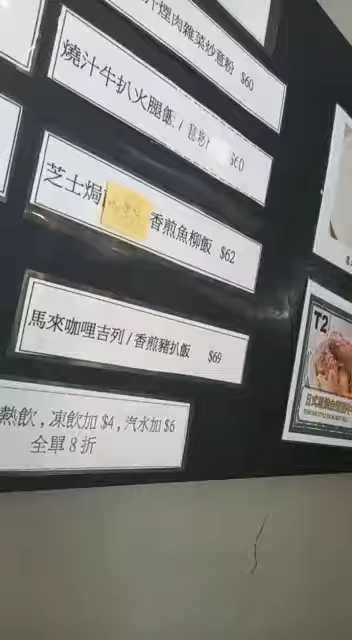 汁煙肉雜菜炒意粉 $60
燒汁牛扒火腿飯 / 意粉 $60
芝士焗 香煎魚柳飯 $62
馬來咖哩吉列 / 香煎豬扒飯 $69
熱飲 , 凍飲加 $4 , 汽水加 $6
全單 8 折
T2